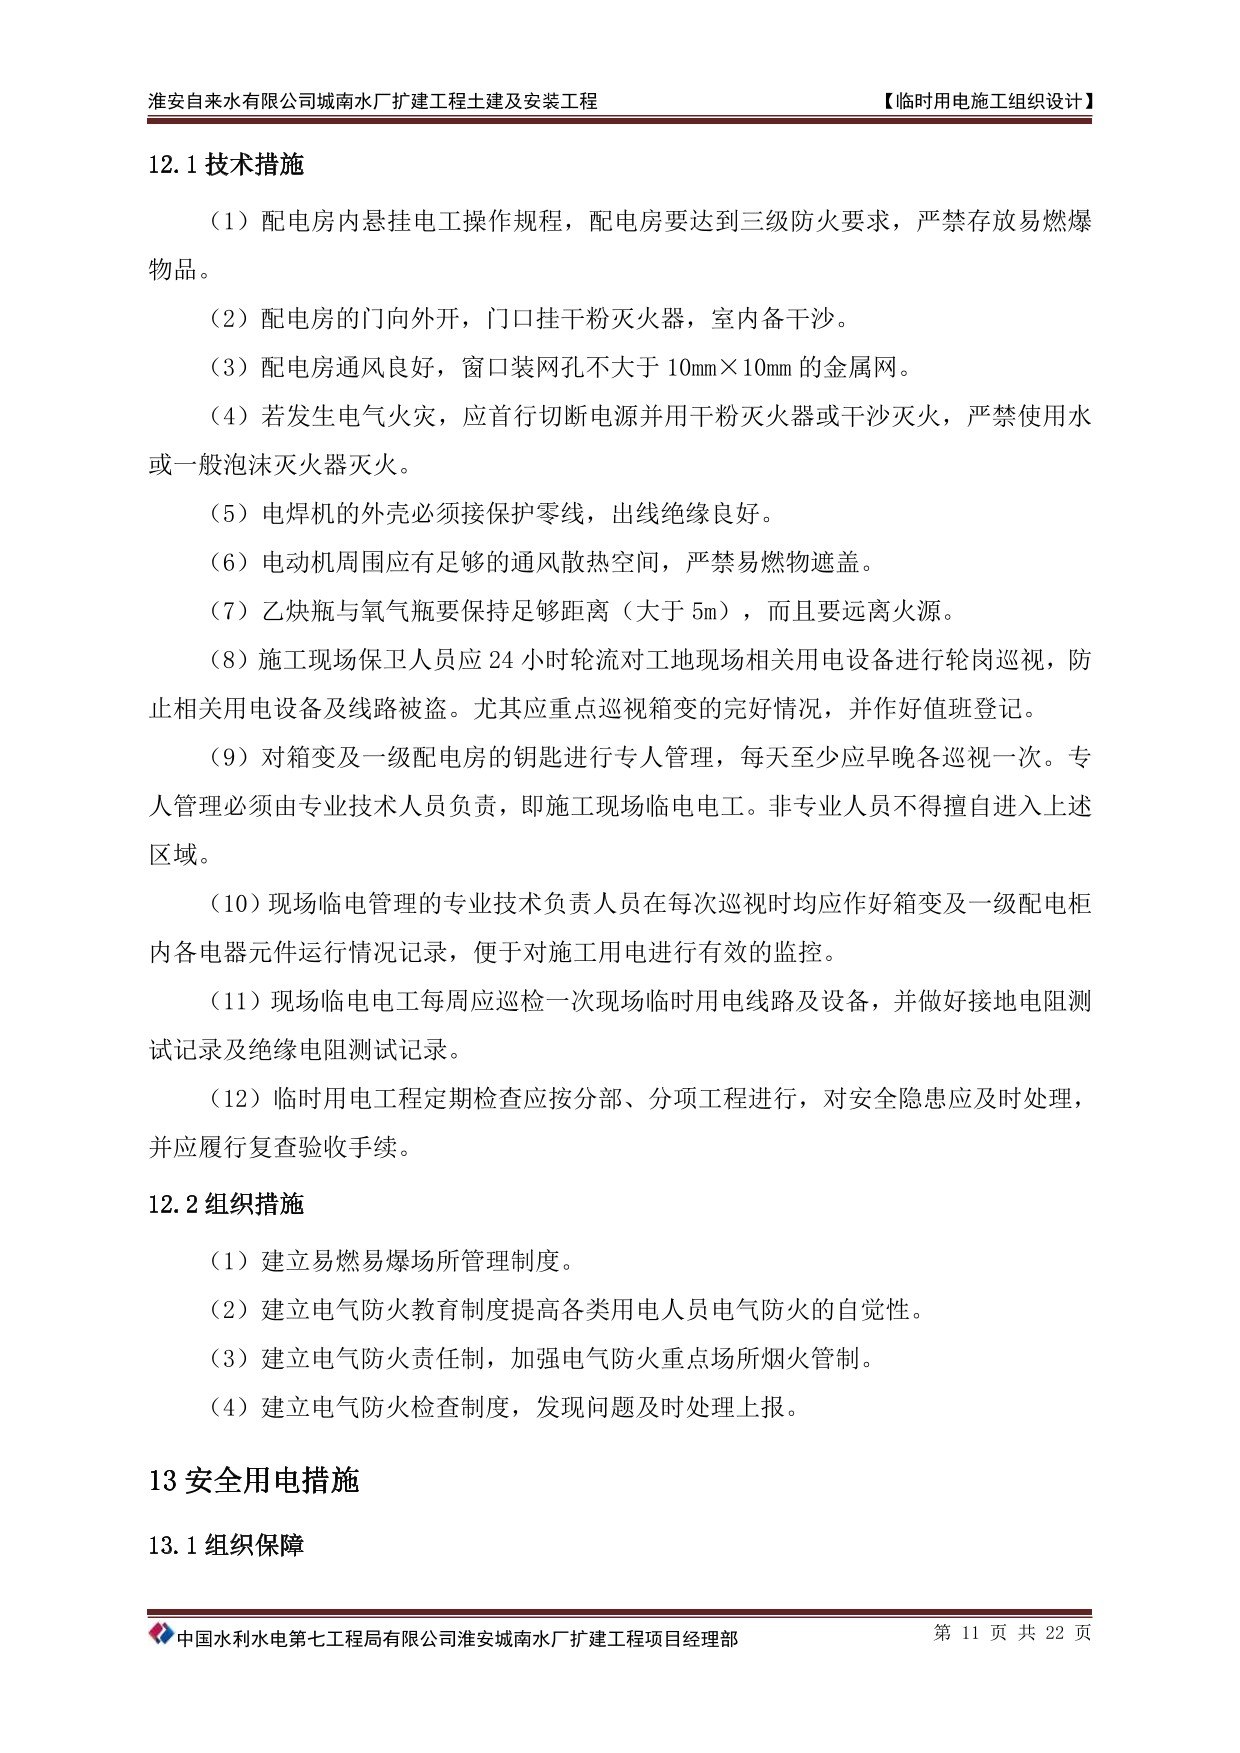 淮安自来水有限公司城南水厂扩建工程土建及安装工程 【临时用电施工组织设计】
12.1 技术措施
（1）配电房内悬挂电工操作规程，配电房要达到三级防火要求，严禁存放易燃爆
物品。
（2）配电房的门向外开，门口挂干粉灭火器，室内备干沙。
（3）配电房通风良好，窗口装网孔不大于 10mm×10mm 的金属网。
（4）若发生电气火灾，应首行切断电源并用干粉灭火器或干沙灭火，严禁使用水
或一般泡沫灭火器灭火。
（5）电焊机的外壳必须接保护零线，出线绝缘良好。
（6）电动机周围应有足够的通风散热空间，严禁易燃物遮盖。
（7）乙炔瓶与氧气瓶要保持足够距离（大于 5m），而且要远离火源。
（8）施工现场保卫人员应 24 小时轮流对工地现场相关用电设备进行轮岗巡视，防
止相关用电设备及线路被盗。尤其应重点巡视箱变的完好情况，并作好值班登记。
（9）对箱变及一级配电房的钥匙进行专人管理，每天至少应早晚各巡视一次。专
人管理必须由专业技术人员负责，即施工现场临电电工。非专业人员不得擅自进入上述
区域。
（10）现场临电管理的专业技术负责人员在每次巡视时均应作好箱变及一级配电柜
内各电器元件运行情况记录，便于对施工用电进行有效的监控。
（11）现场临电电工每周应巡检一次现场临时用电线路及设备，并做好接地电阻测
试记录及绝缘电阻测试记录。
（12）临时用电工程定期检查应按分部、分项工程进行，对安全隐患应及时处理，
并应履行复查验收手续。
12.2 组织措施
（1）建立易燃易爆场所管理制度。
（2）建立电气防火教育制度提高各类用电人员电气防火的自觉性。
（3）建立电气防火责任制，加强电气防火重点场所烟火管制。
（4）建立电气防火检查制度，发现问题及时处理上报。
13 安全用电措施
13.1 组织保障
中国水利水电第七工程局有限公司淮安城南水厂扩建工程项目经理部 第 11 页 共 22 页